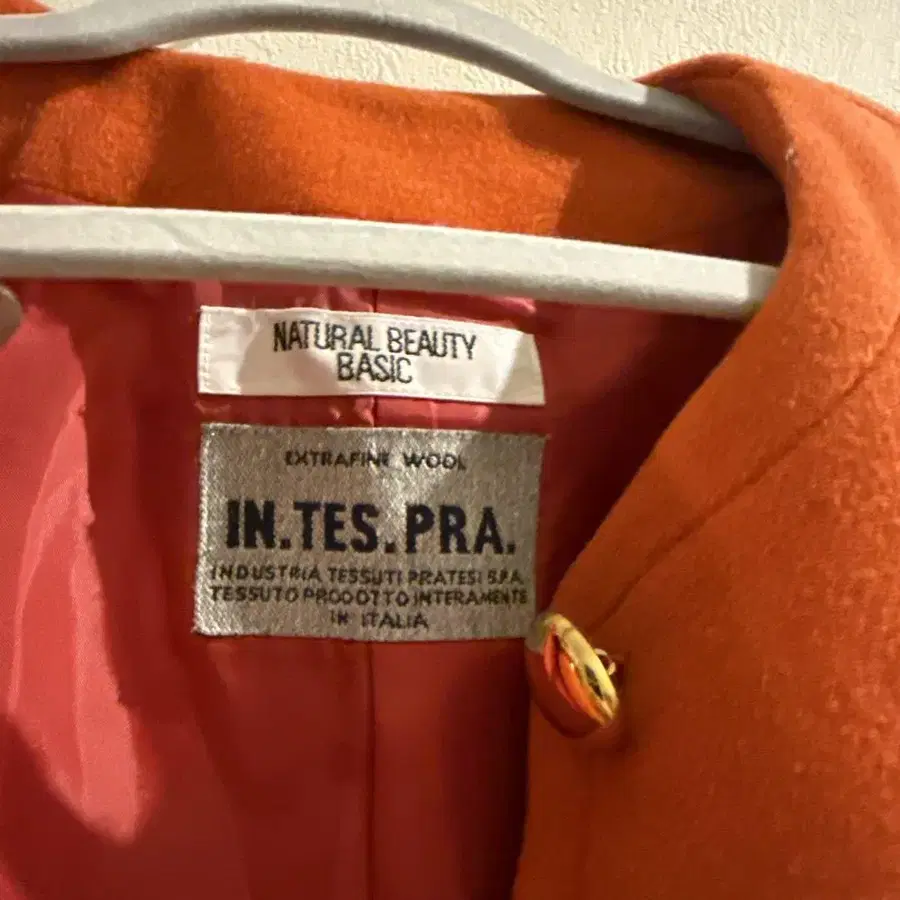 NATURAL BEAUTY
BASIC
EXTRAFINE WOOL
IN.TES.PRA.
INDUSTRIA TESSUTI PRATESI S.P.A.
TESSUTO PRODOTTO INTERAMENTE
IN ITALIA